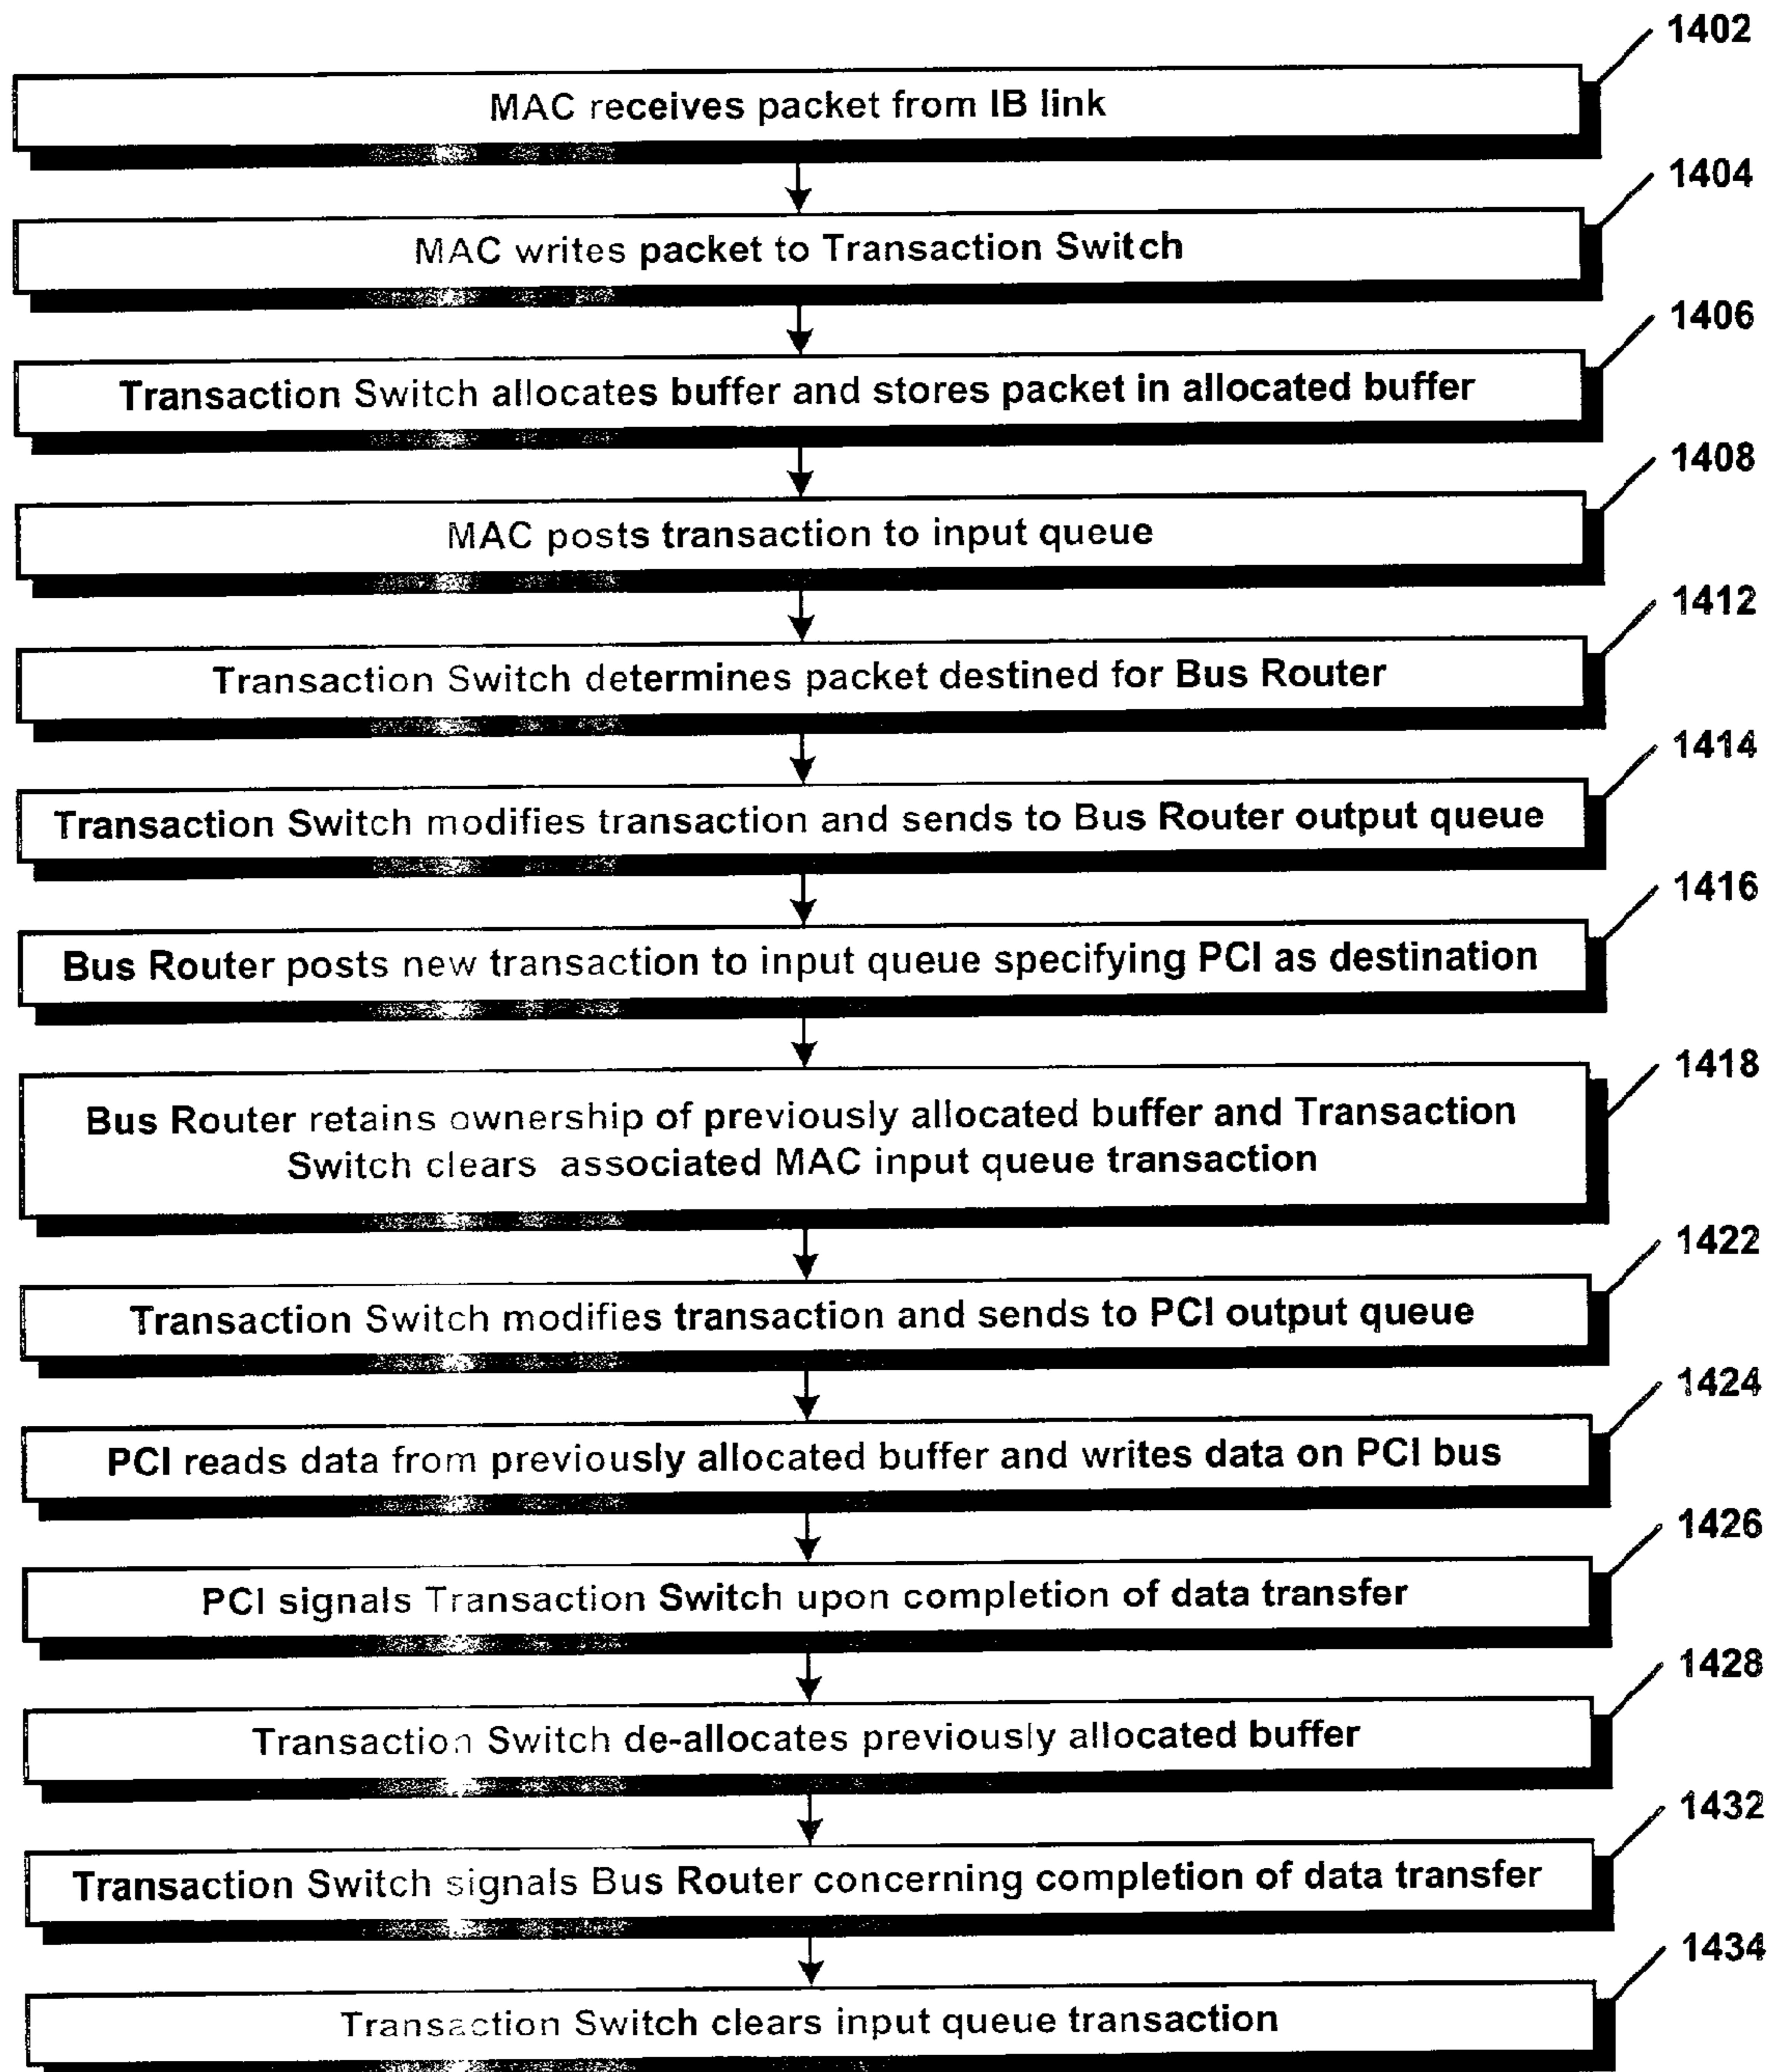 1402
MAC receives packet from IB link
1404
MAC writes packet to Transaction Switch
1406
Transaction Switch allocates buffer and stores packet in allocated buffer
1408
MAC posts transaction to input queue
1412
Transaction Switch determines packet destined for Bus Router
1414
Transaction Switch modifies transaction and sends to Bus Router output queue
1416
Bus Router posts new transaction to input queue specifying PCI as destination
1418
Bus Router retains ownership of previously allocated buffer and Transaction
Switch clears associated MAC input queue transaction
1422
Transaction Switch modifies transaction and sends to PCI output queue
1424
PCI reads data from previously allocated buffer and writes data on PCI bus
1426
PCI signals Transaction Switch upon completion of data transfer
1428
Transaction Switch de-allocates previously allocated buffer
1432
Transaction Switch signals Bus Router concerning completion of data transfer
1434
Transaction Switch clears input queue transaction